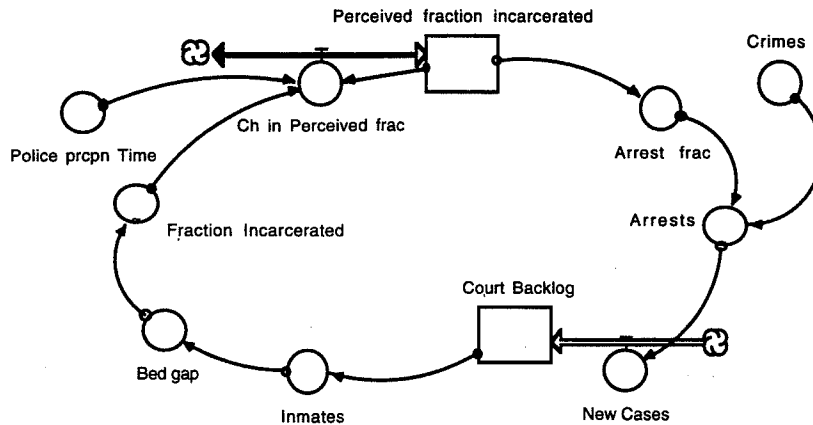 Perceived fraction incarcerated
Crimes
Ch in Perceived frac
Police prcpn Time
Arrest frac
Fraction Incarcerated
Arrests
Court Backlog
Bed gap
Inmates
New Cases